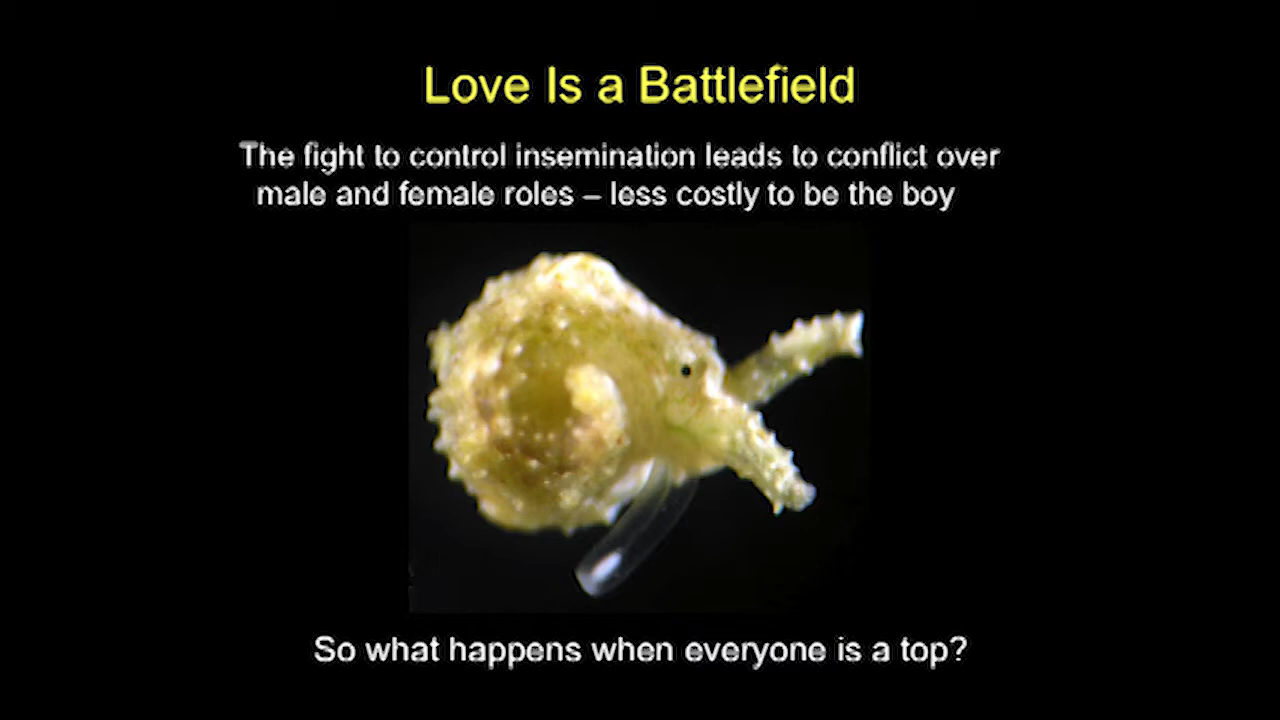 Love Is a Battlefield
The fight to control insemination leads to conflict over
male and female roles – less costly to be the boy
So what happens when everyone is a top?